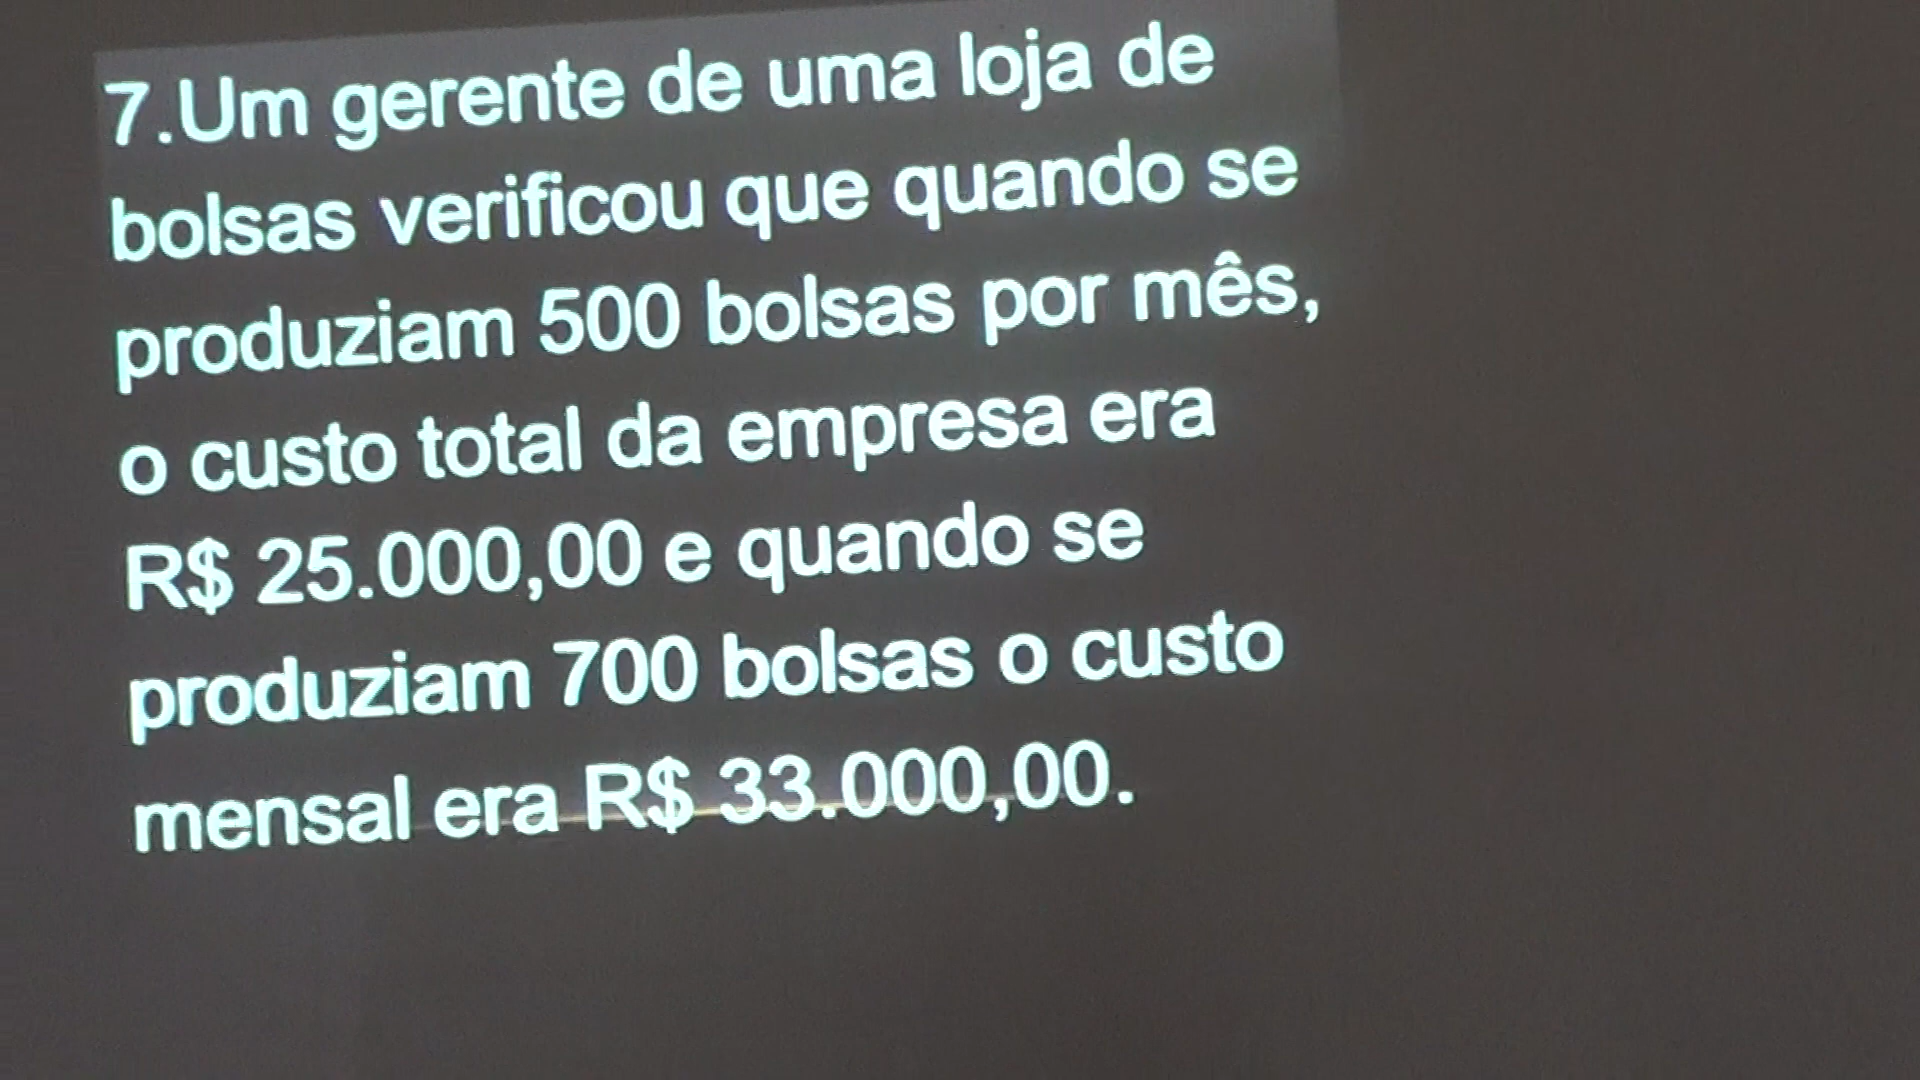 7.Um gerente de uma loja de
bolsas verificou que quando se
produziam 500 bolsas por mês,
o custo total da empresa era
R$ 25.000,00 e quando se
produziam 700 bolsas o custo
mensal era R$ 33.000,00.